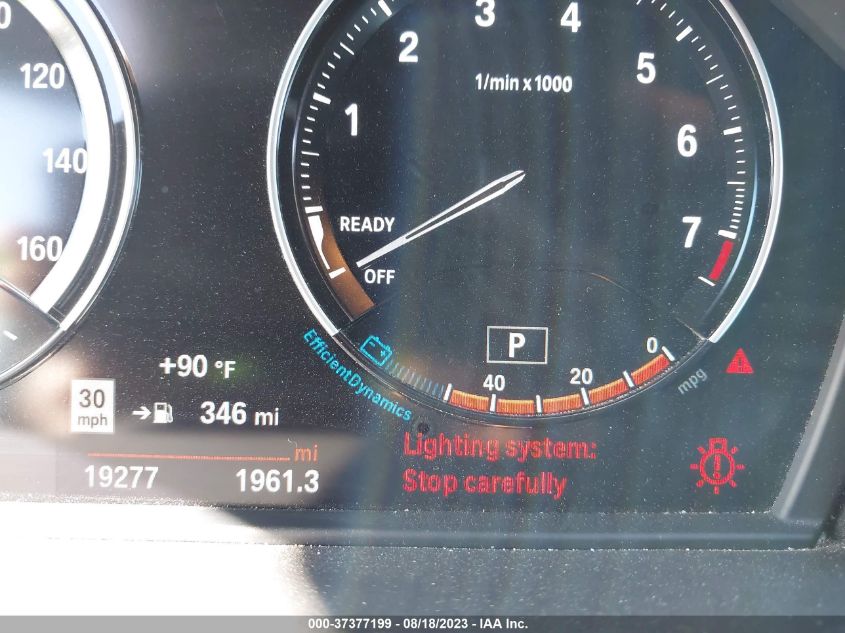 120
140
160
1
2
3
4
5
6
7
1/min x 1000
READY
OFF
P
40
20
0
mpg
EfficientDynamics
+90 °F
30
mph
346 mi
mi
19277
1961.3
Lighting system:
Stop carefully
000-37377199 • 08/18/2023 - IAA Inc.